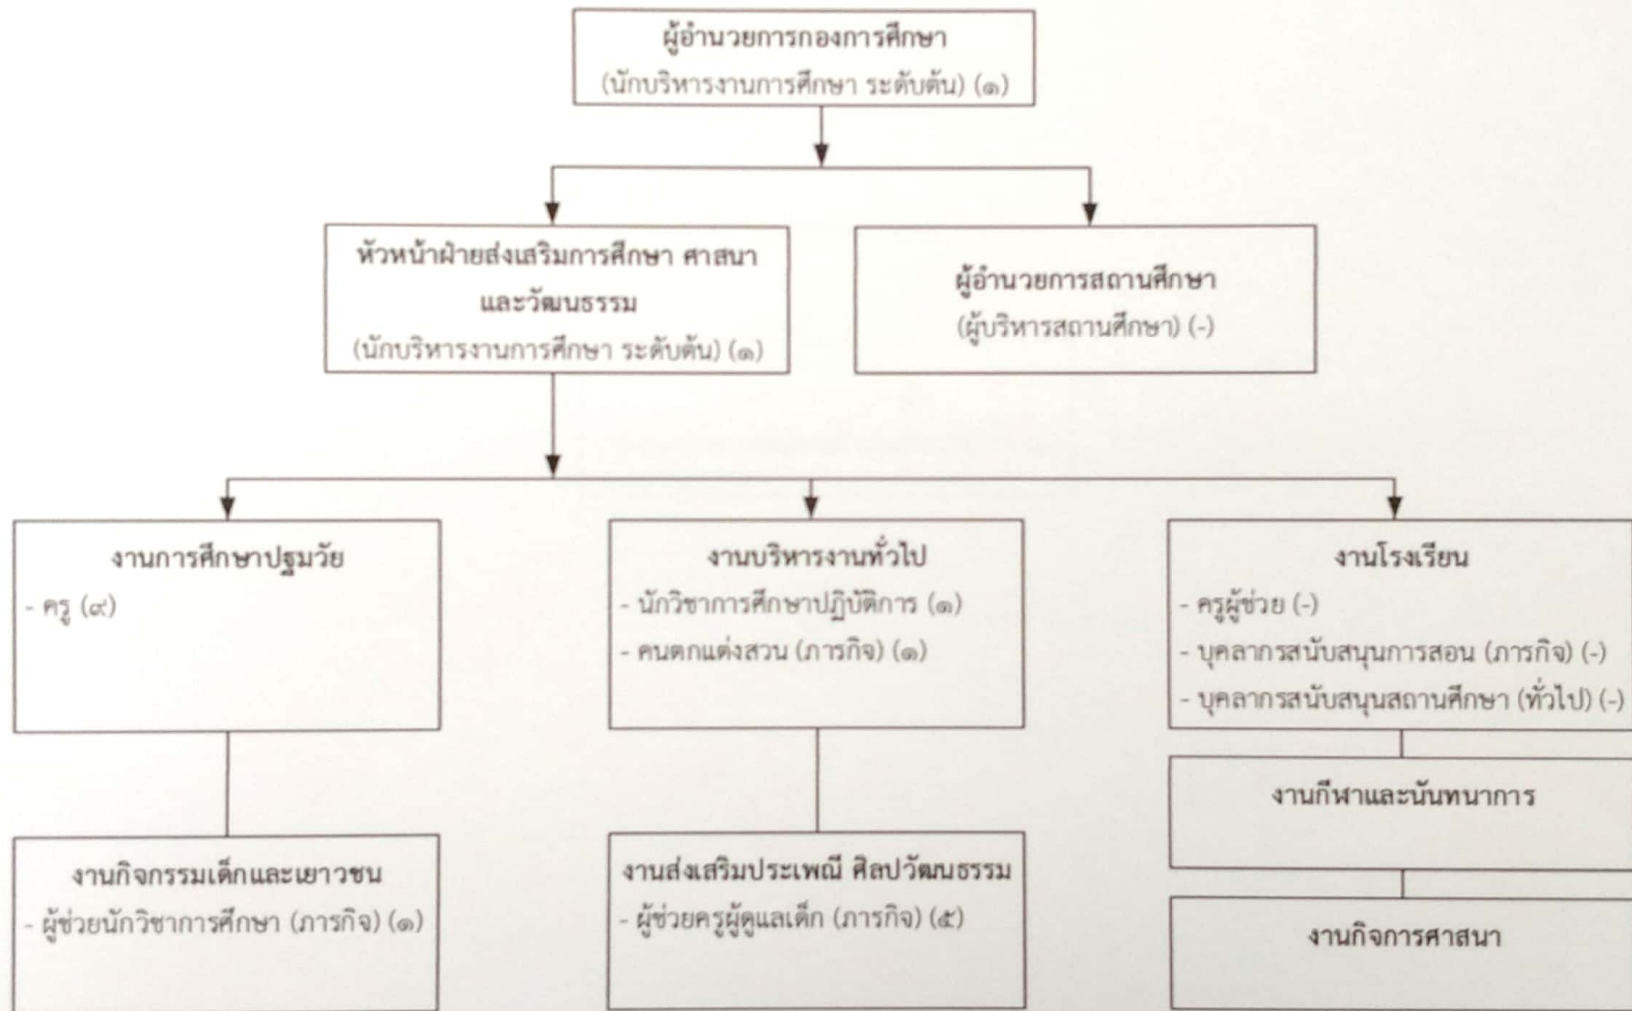 ผู้อำนวยการกองการศึกษา
(นักบริหารงานการศึกษา ระดับต้น) (๑)
หัวหน้าฝ่ายส่งเสริมการศึกษา ศาสนา
และวัฒนธรรม
(นักบริหารงานการศึกษา ระดับต้น) (๑)
ผู้อำนวยการสถานศึกษา
(ผู้บริหารสถานศึกษา) (-)
งานการศึกษาปฐมวัย
- ครู (๙)
งานบริหารงานทั่วไป
- นักวิชาการศึกษาปฏิบัติการ (๑)
- คนตกแต่งสวน (ภารกิจ) (๑)
งานโรงเรียน
- ครูผู้ช่วย (-)
- บุคลากรสนับสนุนการสอน (ภารกิจ) (-)
- บุคลากรสนับสนุนสถานศึกษา (ทั่วไป) (-)
งานกิจกรรมเด็กและเยาวชน
- ผู้ช่วยนักวิชาการศึกษา (ภารกิจ) (๑)
งานส่งเสริมประเพณี ศิลปวัฒนธรรม
- ผู้ช่วยครูผู้ดูแลเด็ก (ภารกิจ) (๕)
งานกีฬาและนันทนาการ
งานกิจการศาสนา